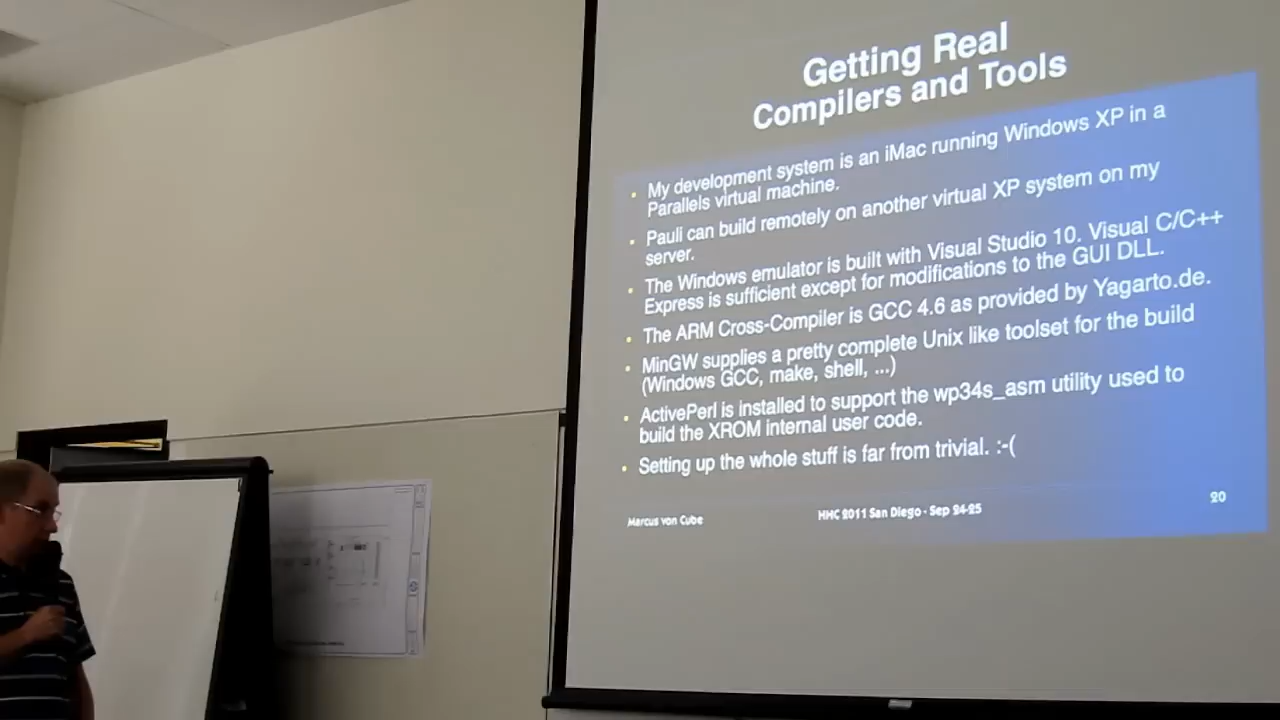 Getting Real
Compilers and Tools
• My development system is an iMac running Windows XP in a
Parallels virtual machine.
• Pauli can build remotely on another virtual XP system on my
server.
• The Windows emulator is built with Visual Studio 10. Visual C/C++
Express is sufficient except for modifications to the GUI DLL.
• The ARM Cross-Compiler is GCC 4.6 as provided by Yagarto.de.
• MinGW supplies a pretty complete Unix like toolset for the build
(Windows GCC, make, shell, ...)
• ActivePerl is installed to support the wp34s_asm utility used to
build the XROM internal user code.
• Setting up the whole stuff is far from trivial. :-(
Marcus von Cube
HHC 2011 San Diego - Sep 24-25
20